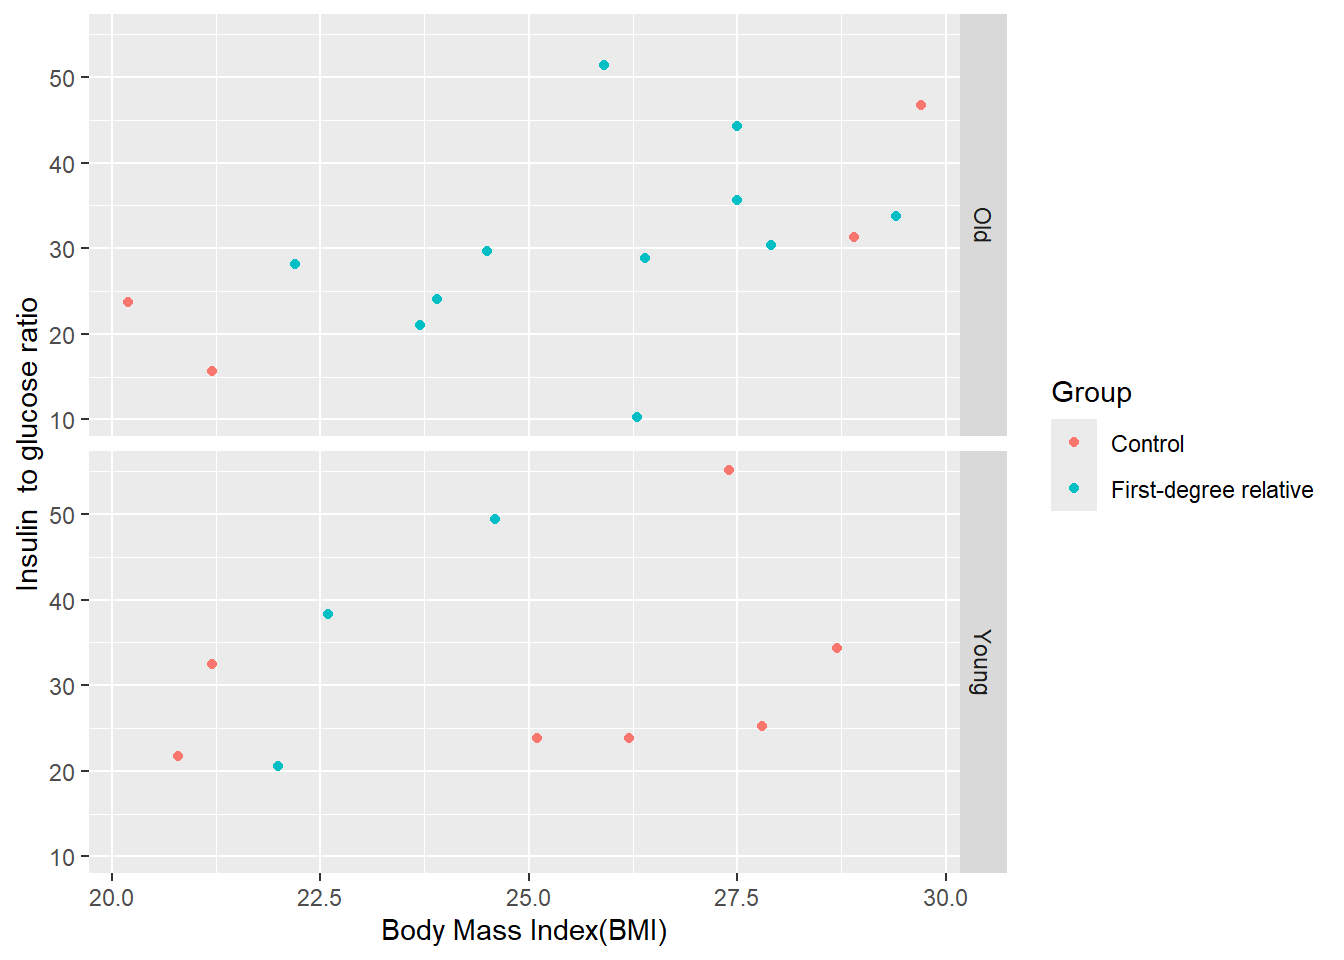 50
40
30
20
10
Old
50
40
30
20
10
Young
20.0 22.5 25.0 27.5 30.0
Body Mass Index(BMI)
Insulin  to glucose ratio
Group
Control
First-degree relative